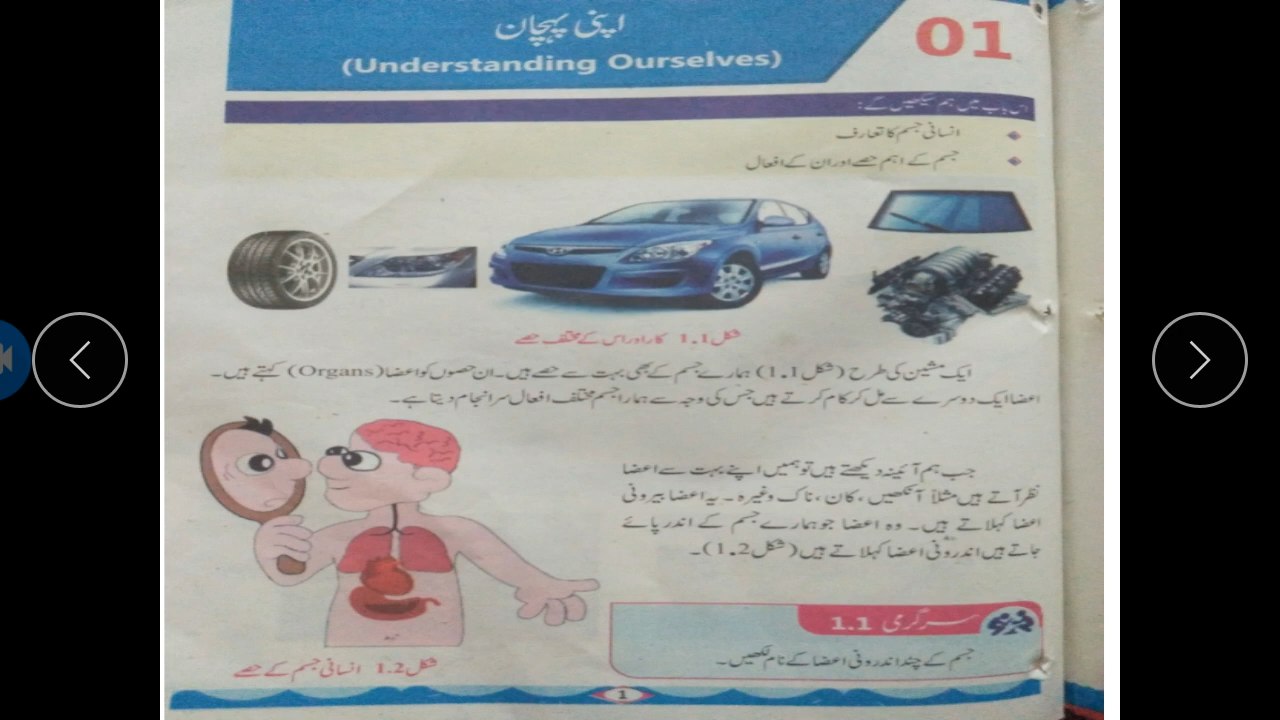 01
اپنی پہچان
(Understanding Ourselves)
اس باب میں ہم سیکھیں گے:
انسانی جسم کا تعارف
جسم کے اہم حصے اور ان کے افعال
شکل 1.1 کار اور اس کے مختلف حصے
ایک مشین کی طرح (شکل 1.1) ہمارے جسم کے بھی بہت سے حصے ہیں۔ ان حصوں کو اعضا (Organs) کہتے ہیں۔
اعضا ایک دوسرے سے مل کر کام کرتے ہیں جس کی وجہ سے ہمارا جسم مختلف افعال سرانجام دیتا ہے۔
جب ہم آئینہ دیکھتے ہیں تو ہمیں اپنے بہت سے اعضا
نظر آتے ہیں مثلاً آنکھیں، کان، ناک وغیرہ۔ یہ اعضا بیرونی
اعضا کہلاتے ہیں۔ وہ اعضا جو ہمارے جسم کے اندر پائے
جاتے ہیں اندرونی اعضا کہلاتے ہیں (شکل 1.2)۔
سرگرمی 1.1
جسم کے چند اندرونی اعضا کے نام لکھیں۔
شکل 1.2 انسانی جسم کے حصے
1